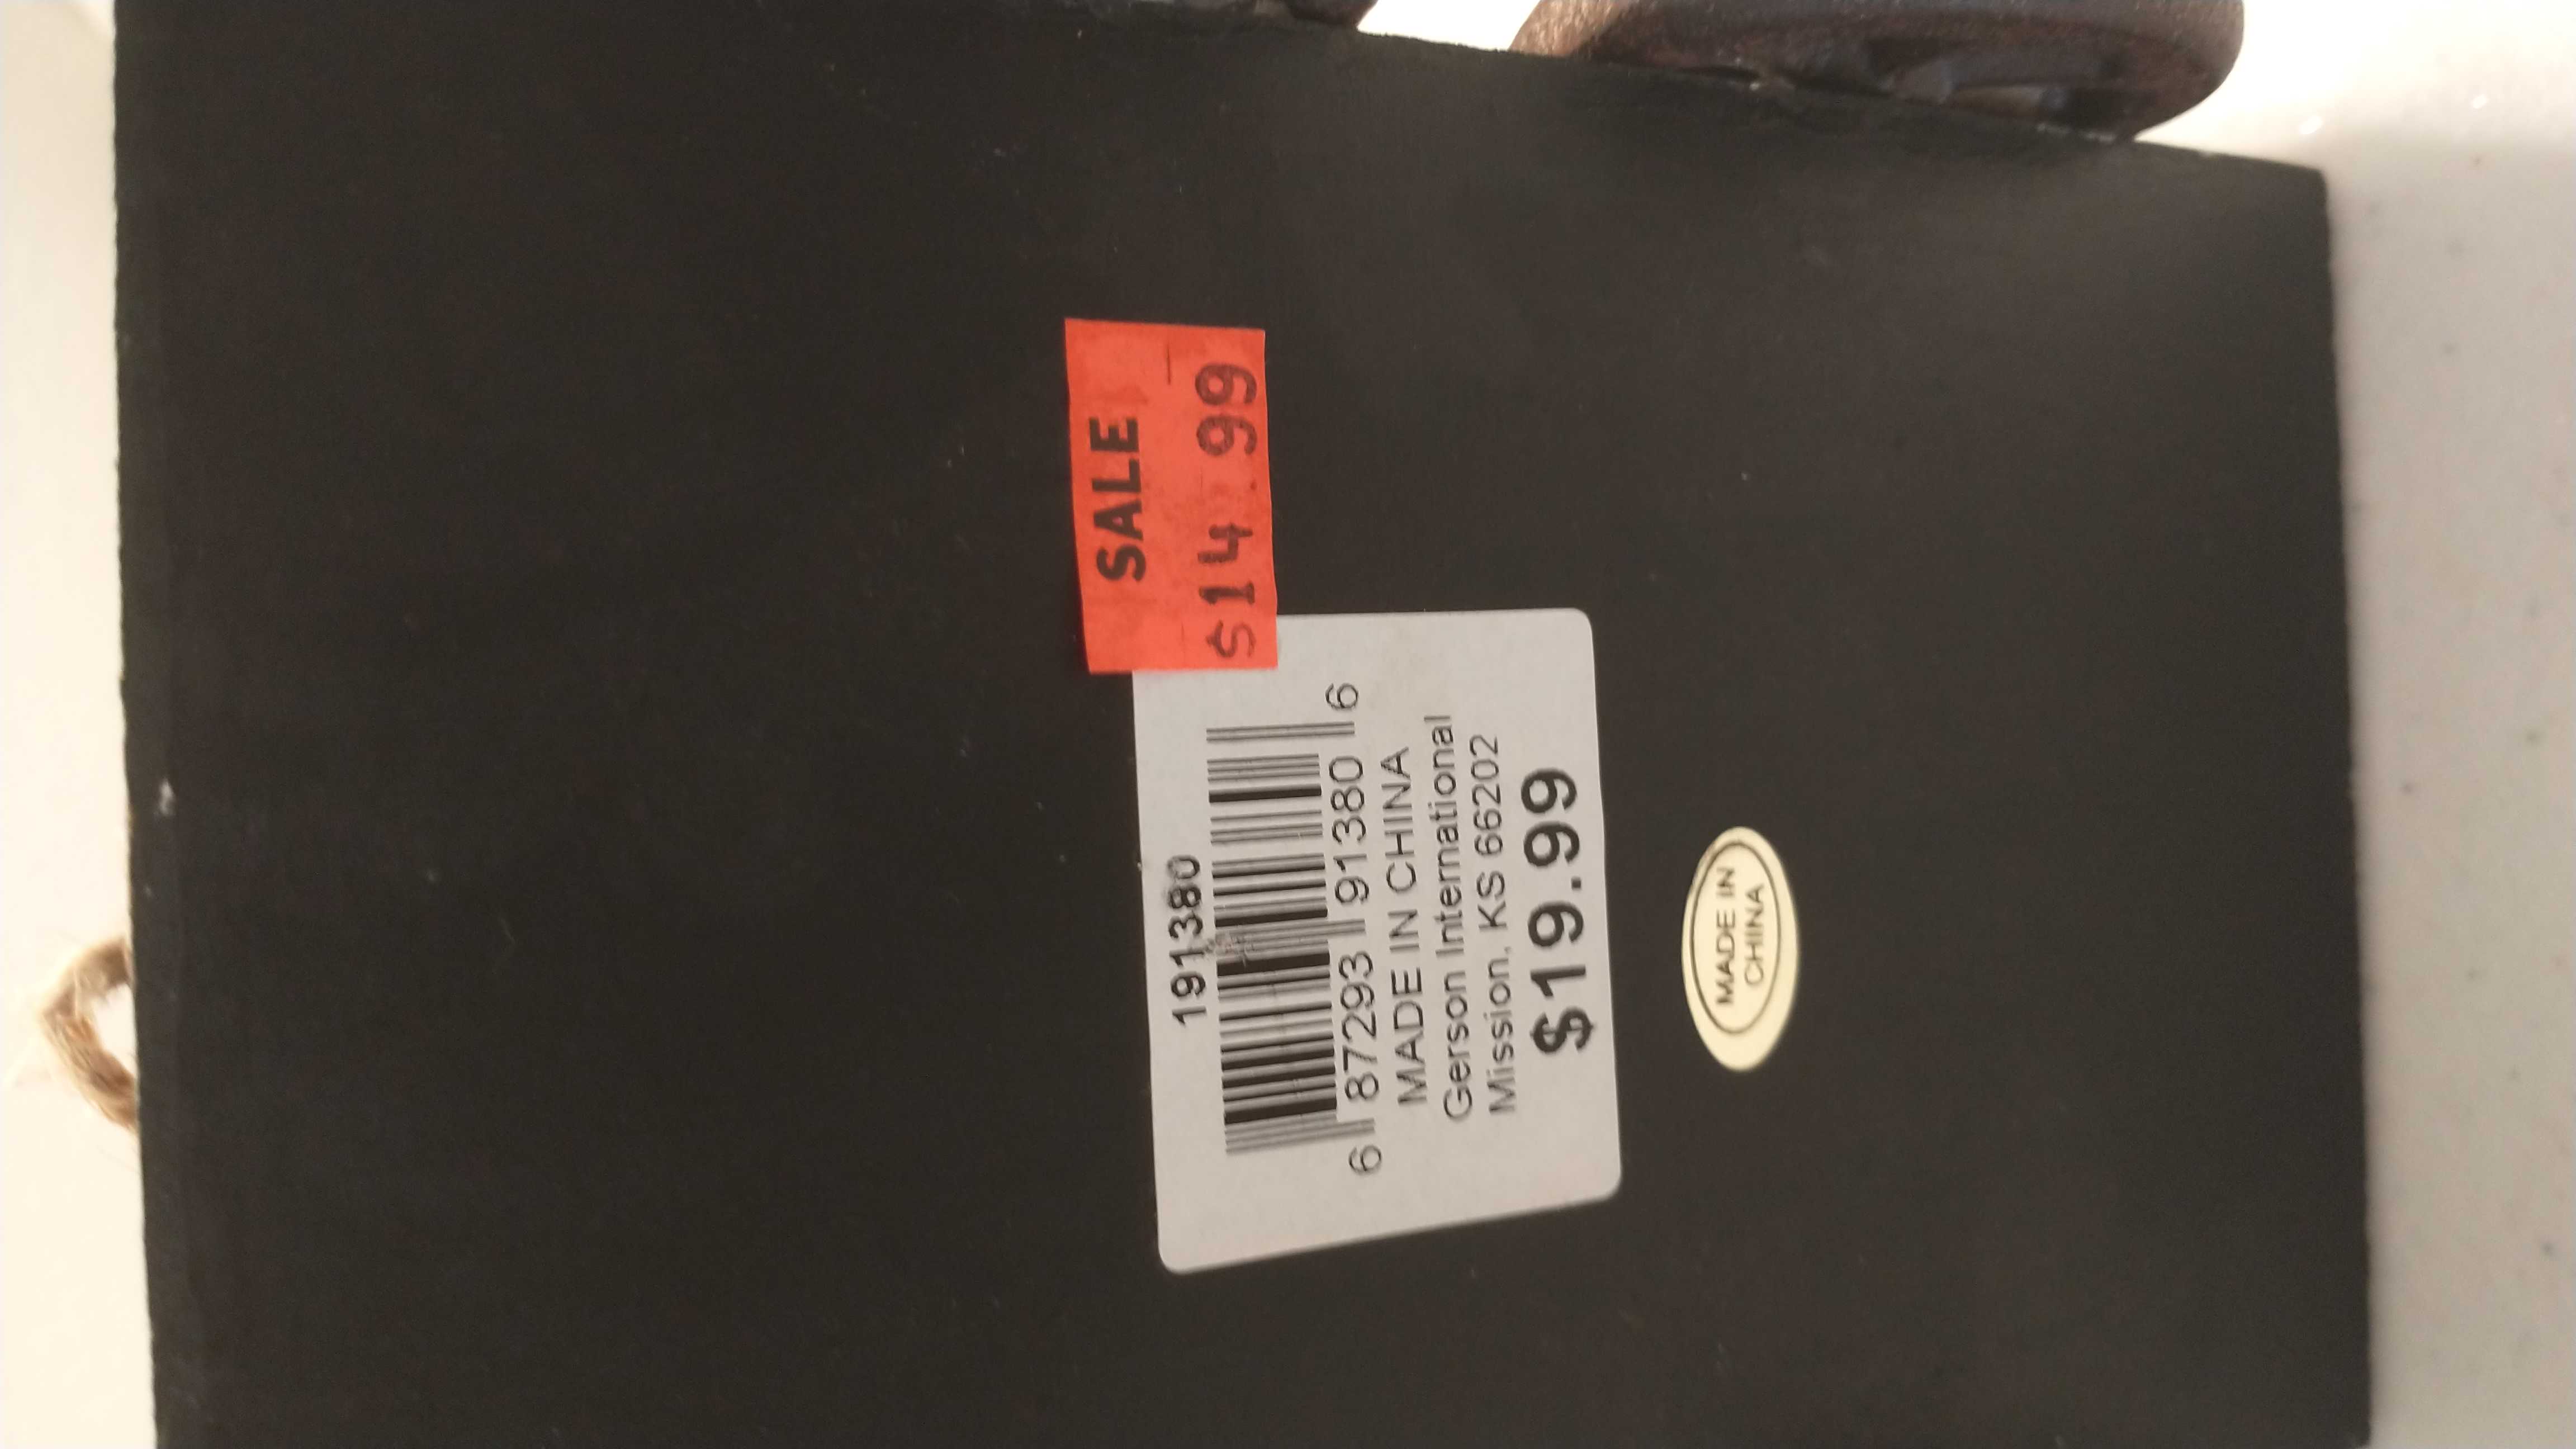 SALE
$14.99
191380
6 87293 91380 6
MADE IN CHINA
Gerson International
Mission, KS 66202
$19.99
MADE IN
CHINA